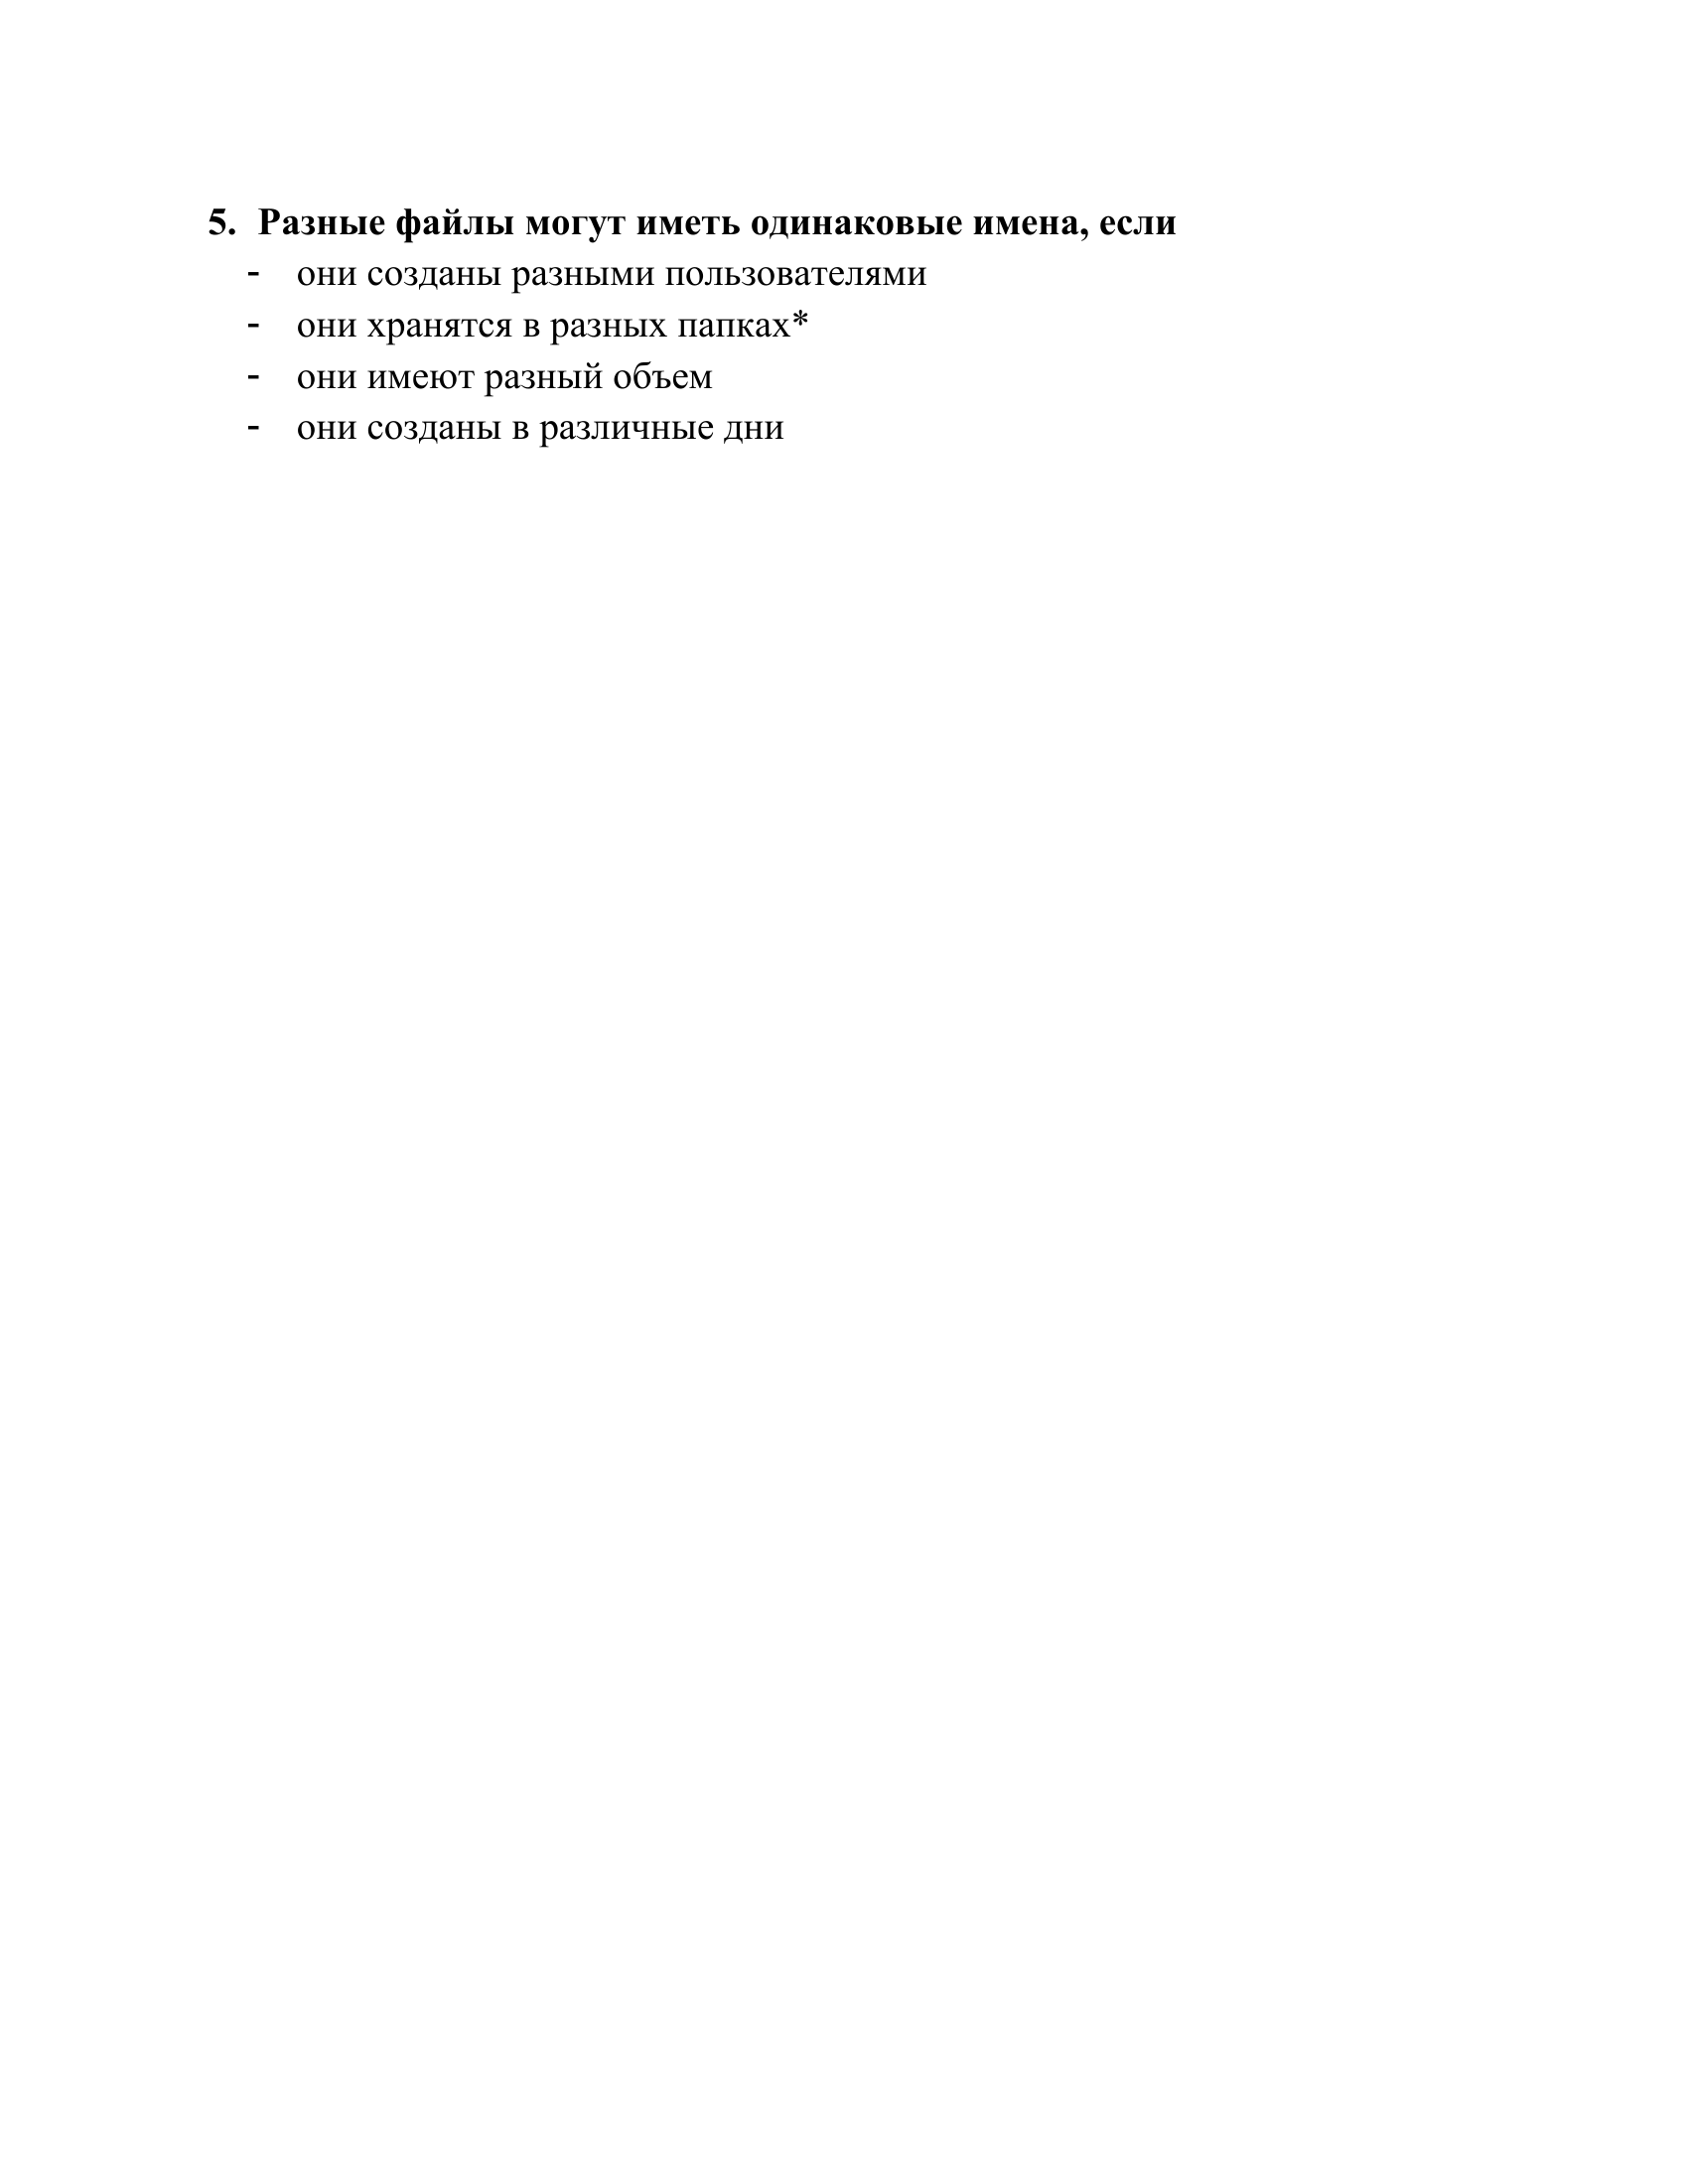 5. Разные файлы могут иметь одинаковые имена, если
- они созданы разными пользователями
- они хранятся в разных папках*
- они имеют разный объем
- они созданы в различные дни